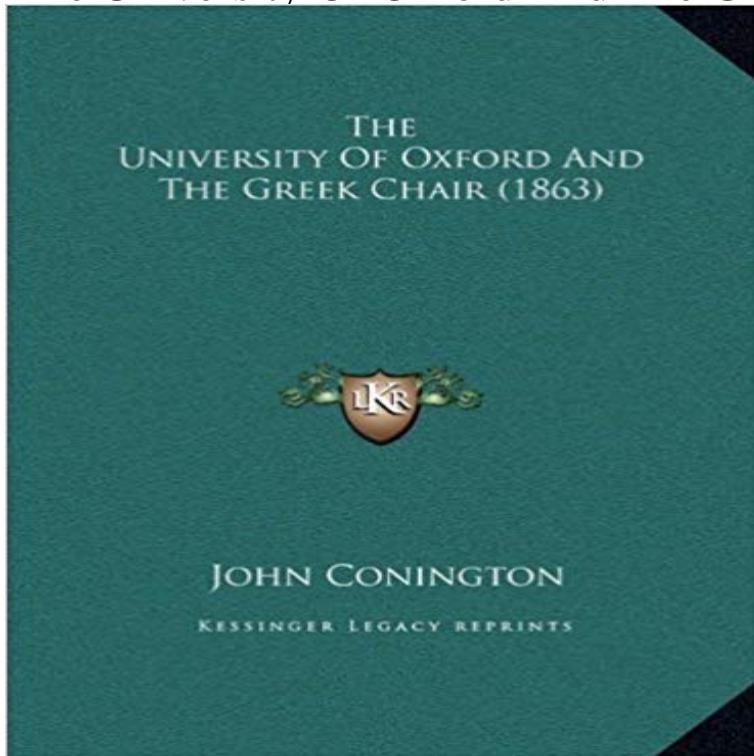 THE
UNIVERSITY OF OXFORD AND
THE GREEK CHAIR (1863)
LKR
JOHN CONINGTON
KESSINGER LEGACY REPRINTS